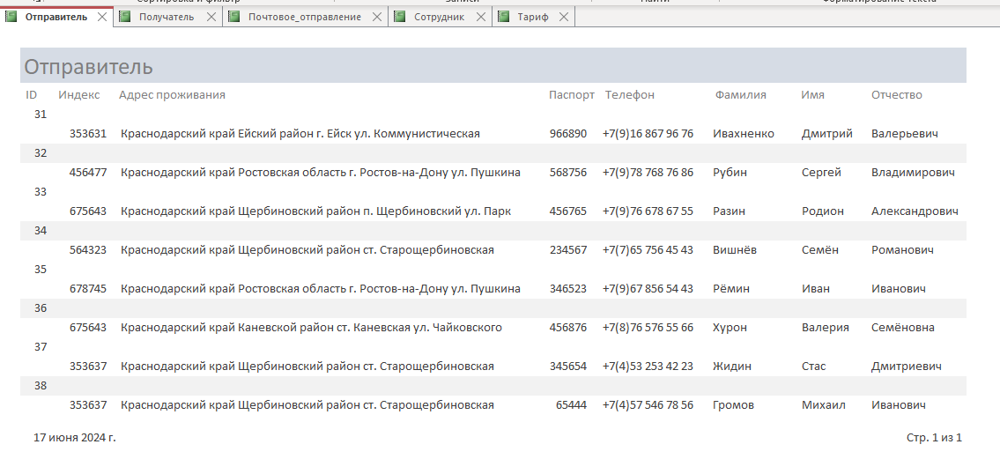 Сортировка и фильтр Записи Найти Форматирование текста
Отправитель Получатель Почтовое_отправление Сотрудник Тариф
Отправитель
ID Индекс Адрес проживания Паспорт Телефон Фамилия Имя Отчество
31
353631 Краснодарский край Ейский район г. Ейск ул. Коммунистическая 966890 +7(9)16 867 96 76 Ивахненко Дмитрий Валерьевич
32
456477 Краснодарский край Ростовская область г. Ростов-на-Дону ул. Пушкина 568756 +7(9)78 768 76 86 Рубин Сергей Владимирович
33
675643 Краснодарский край Щербиновский район п. Щербиновский ул. Парк 456765 +7(9)76 678 67 55 Разин Родион Александрович
34
564323 Краснодарский край Щербиновский район ст. Старощербиновская 234567 +7(7)65 756 45 43 Вишнёв Семён Романович
35
678745 Краснодарский край Ростовская область г. Ростов-на-Дону ул. Пушкина 346523 +7(9)67 856 54 43 Рёмин Иван Иванович
36
675643 Краснодарский край Каневской район ст. Каневская ул. Чайковского 456876 +7(8)76 576 55 66 Хурон Валерия Семёновна
37
353637 Краснодарский край Щербиновский район ст. Старощербиновская 345654 +7(4)53 253 42 23 Жидин Стас Дмитриевич
38
353637 Краснодарский край Щербиновский район ст. Старощербиновская 65444 +7(4)57 546 78 56 Громов Михаил Иванович
17 июня 2024 г. Стр. 1 из 1